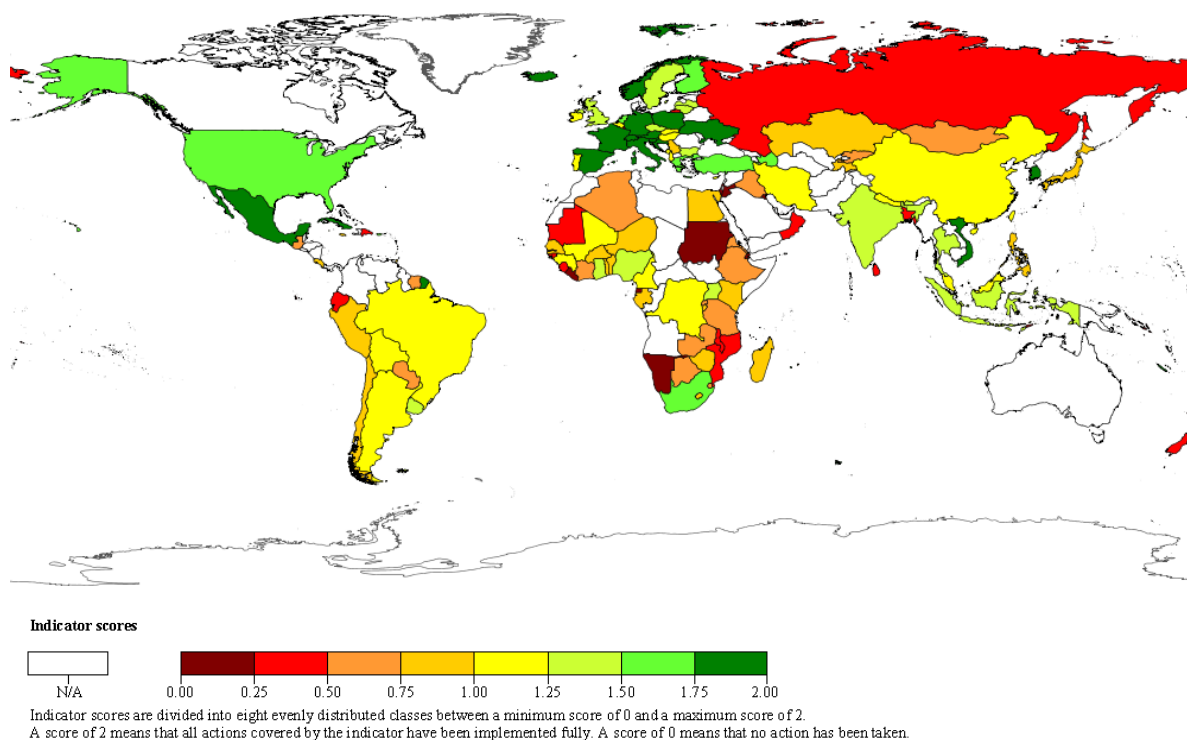 Indicator scores
N/A
0.00 0.25 0.50 0.75 1.00 1.25 1.50 1.75 2.00
Indicator scores are divided into eight evenly distributed classes between a minimum score of 0 and a maximum score of 2.
A score of 2 means that all actions covered by the indicator have been implemented fully. A score of 0 means that no action has been taken.